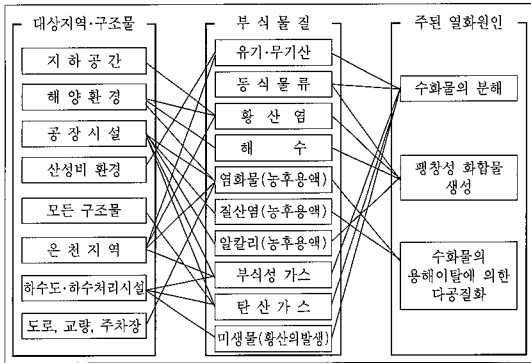 대상지역·구조물
지하공간
해양환경
공장시설
산성비 환경
모든 구조물
온천지역
하수도·하수처리시설
도로, 교량, 주차장
부식물질
유기·무기산
동식물류
황산염
해 수
염화물(농후용액)
질산염(농후용액)
알칼리(농후용액)
부식성 가스
탄산가스
미생물(황산의발생)
주된 열화원인
수화물의 분해
팽창성 화합물
생성
수화물의
용해이탈에 의한
다공질화